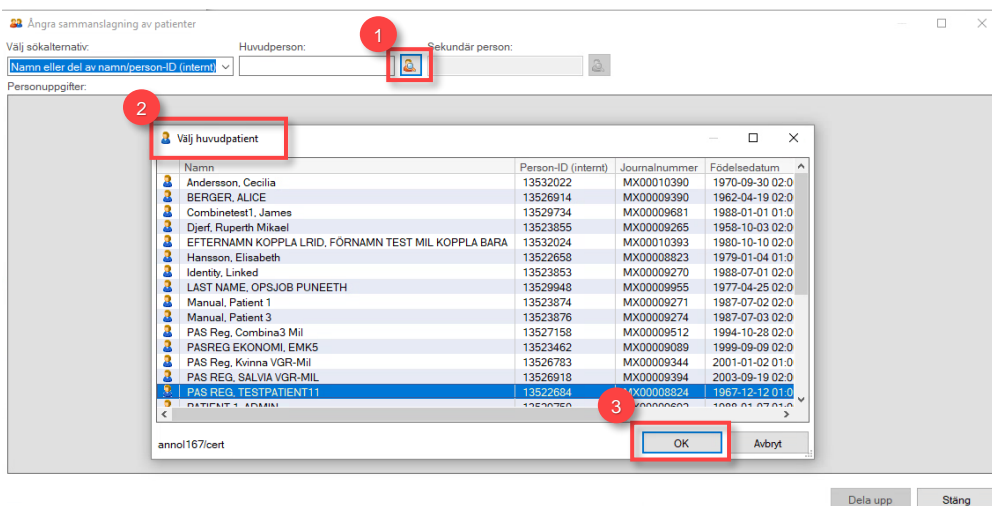 Ångra sammanslagning av patienter
Välj sökalternativ: Huvudperson: 1 Sekundär person:
Namn eller del av namn/person-ID (internt)
Personuppgifter:
2
Välj huvudpatient
Namn Person-ID (internt) Journalnummer Födelsedatum
Andersson, Cecilia 13532022 MX00010390 1970-09-30 02:0
BERGER, ALICE 13526914 MX00009390 1962-04-19 02:0
Combinetest1, James 13529734 MX00009681 1988-01-01 01:0
Djerf, Ruperth Mikael 13523855 MX00009265 1958-10-03 02:0
EFTERNAMN KOPPLA LRID, FÖRNAMN TEST MIL KOPPLA BARA 13532024 MX00010393 1980-10-10 02:0
Hansson, Elisabeth 13522658 MX00008823 1979-01-04 01:0
Identity, Linked 13523853 MX00009270 1988-07-01 02:0
LAST NAME, OPSJOB PUNEETH 13529948 MX00009955 1977-04-25 02:0
Manual, Patient 1 13523874 MX00009271 1987-07-02 02:0
Manual, Patient 3 13523876 MX00009274 1987-07-03 02:0
PAS Reg, Combina3 Mil 13527158 MX00009512 1994-10-28 02:0
PASREG EKONOMI, EMK5 13523462 MX00009089 1999-09-09 02:0
PAS Reg, Kvinna VGR-Mil 13526783 MX00009344 2001-01-02 01:0
PAS REG, SALVIA VGR-MIL 13526918 MX00009394 2003-09-19 02:0
PAS REG, TESTPATIENT11 13522684 MX00008824 1967-12-12 01:0
PATIENT 1, ADMIN
3
annol167/cert OK Avbryt
Dela upp Stäng